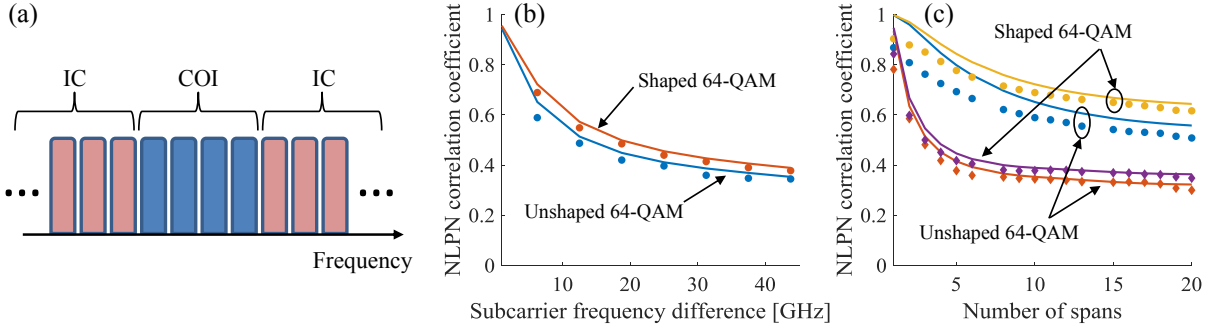 (a)
IC
COI
IC
Frequency
(b)
NLPN correlation coefficient
1
0.8
0.6
0.4
0.2
0
Shaped 64-QAM
Unshaped 64-QAM
10
20
30
40
Subcarrier frequency difference [GHz]
(c)
NLPN correlation coefficient
1
0.8
0.6
0.4
0.2
0
Shaped 64-QAM
Unshaped 64-QAM
5
10
15
20
Number of spans